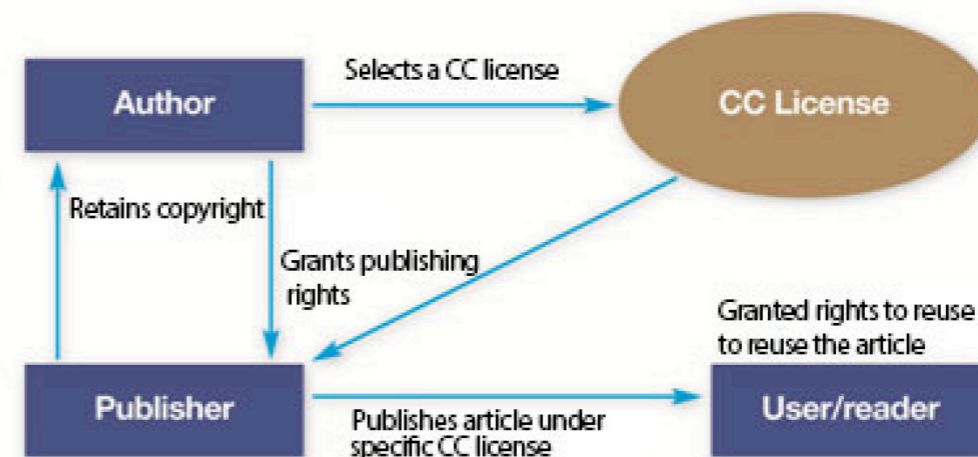 Selects a CC license
Author
CC License
Retains copyright
Grants publishing
rights
Granted rights to reuse
to reuse the article
Publisher
User/reader
Publishes article under
specific CC license